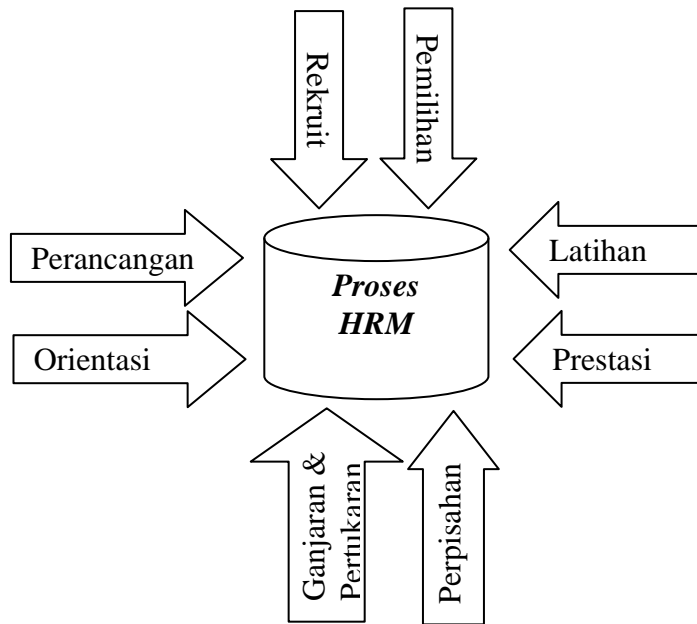 Rekruit
Pemilihan
Perancangan
Latihan
Proses
HRM
Orientasi
Prestasi
Ganjaran &
Pertukaran
Perpisahan